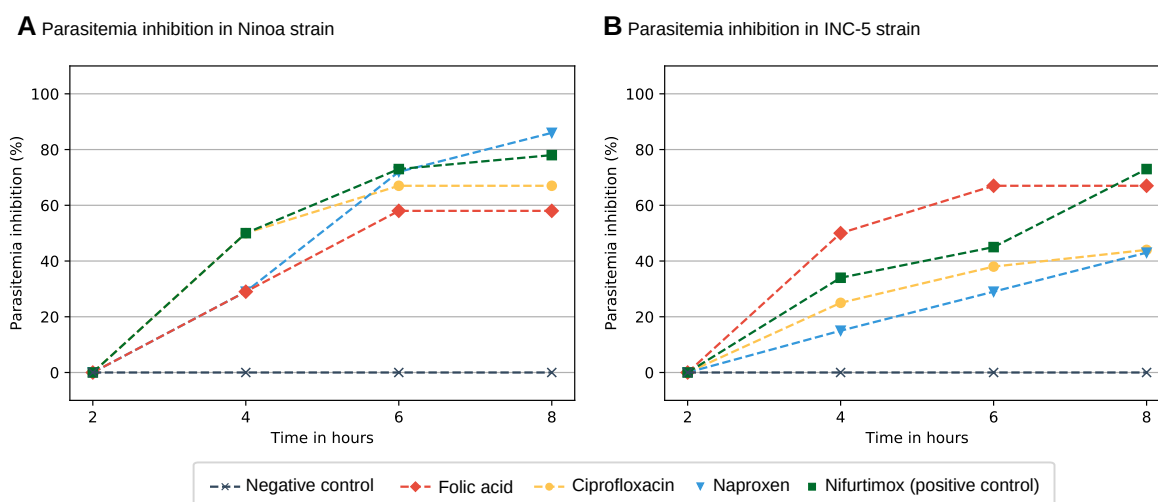 A Parasitemia inhibition in Ninoa strain
100
80
60
40
20
0
Parasitemia inhibition (%)
2 4 6 8
Time in hours
B Parasitemia inhibition in INC-5 strain
100
80
60
40
20
0
Parasitemia inhibition (%)
2 4 6 8
Time in hours
Negative control Folic acid Ciprofloxacin Naproxen Nifurtimox (positive control)